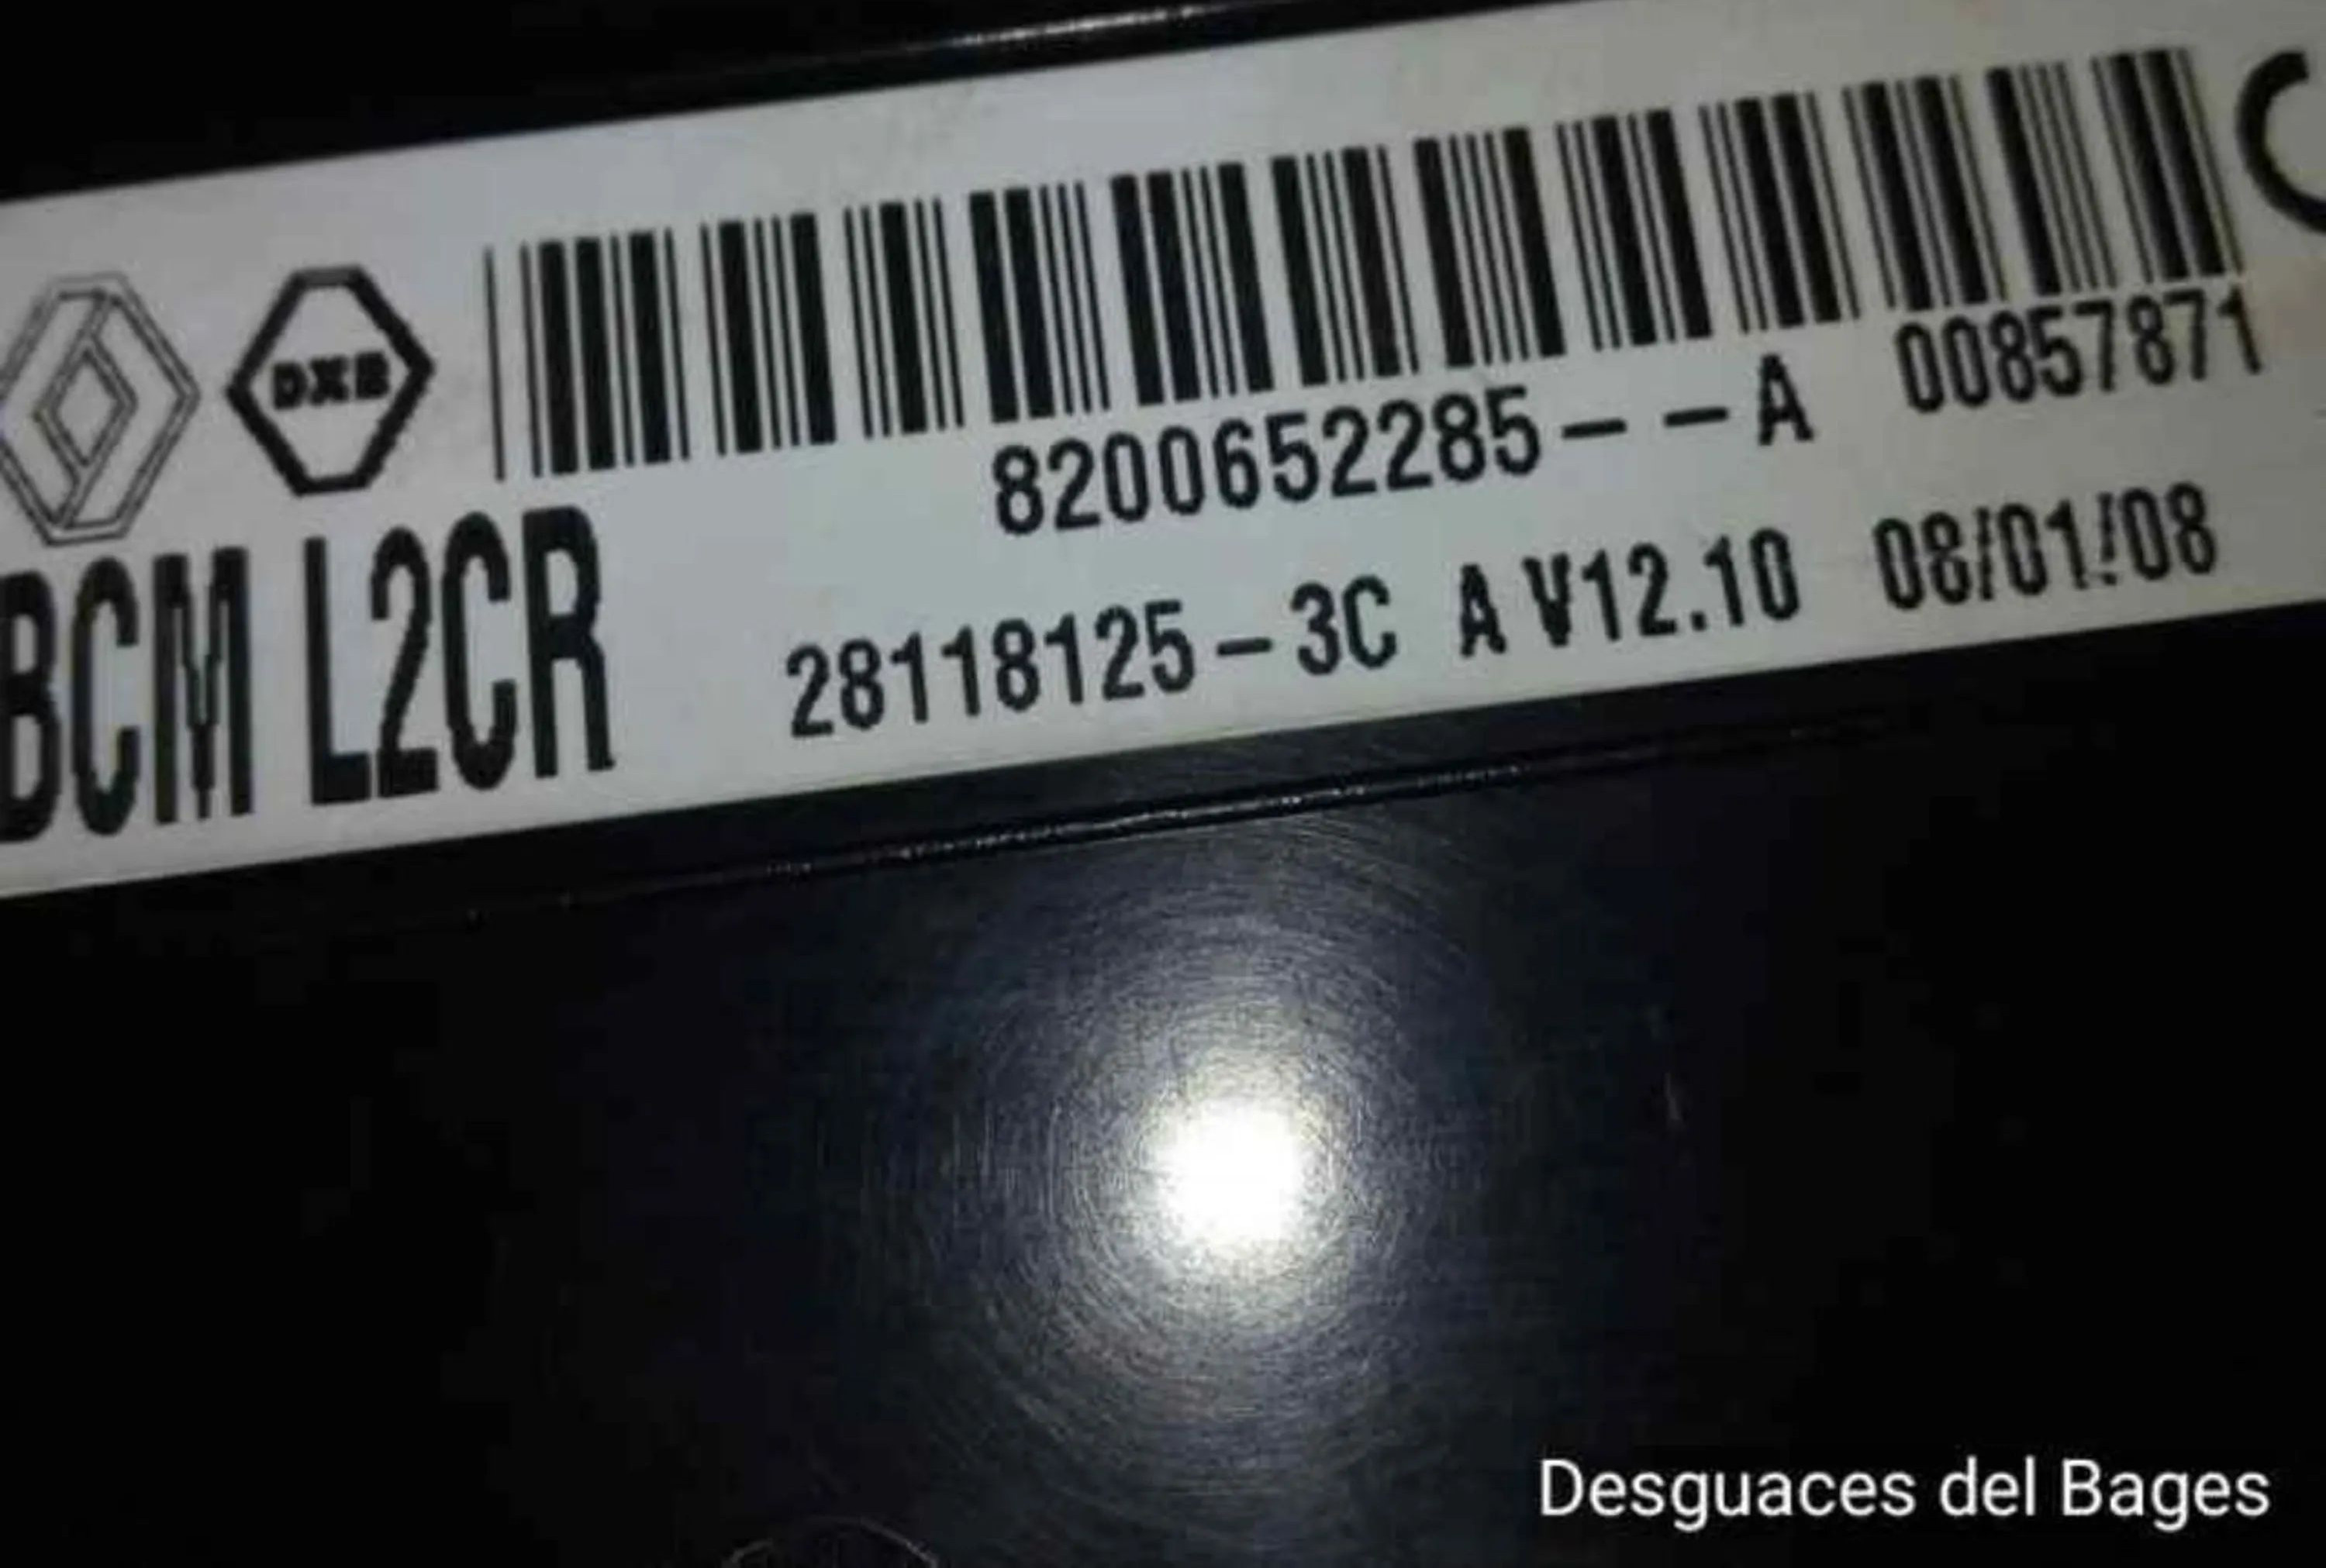 DXB
8200652285--A 00857871
BCM L2CR
28118125-3C A V12.10 08/01/08
Desguaces del Bages